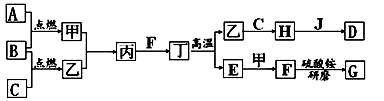 A 点燃 甲
B 点燃 乙
C
丙 F 丁 高温
乙 C H J D
E 甲 F 硫酸铵 研磨 G